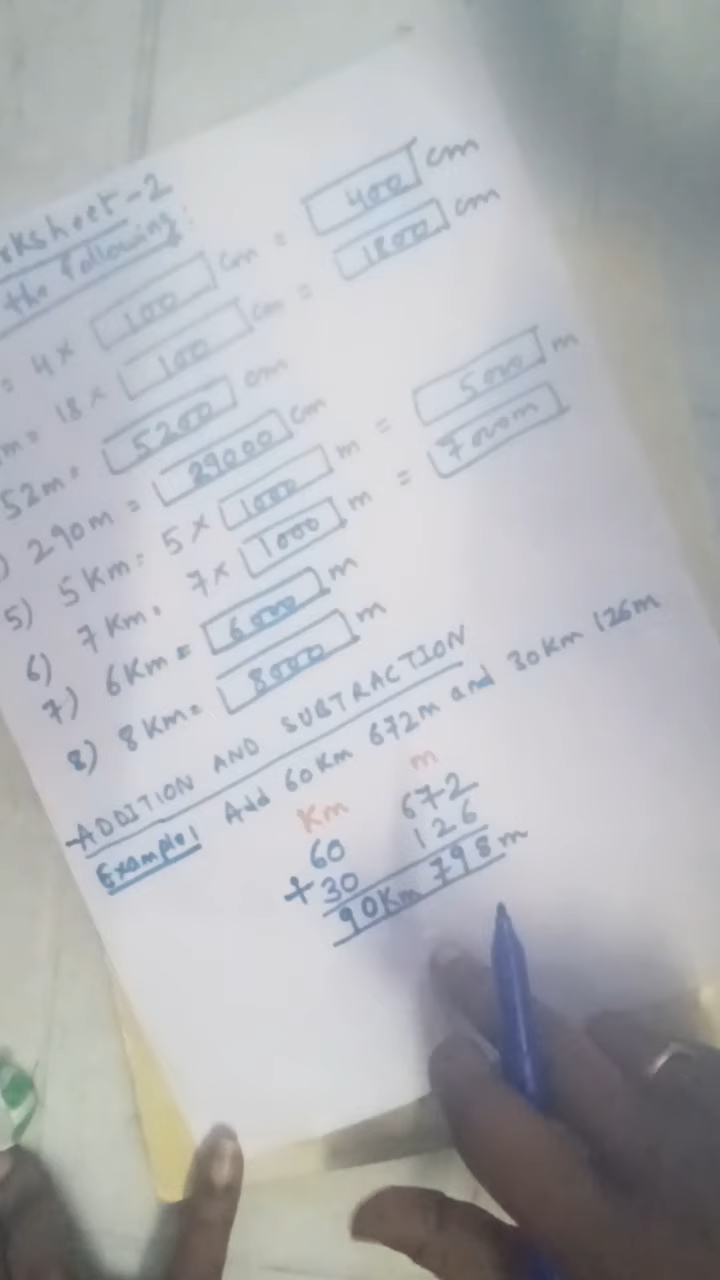 rksheet-2
the following:
= 4 × 100 cm = 400 cm
m = 18 × 100 cm = 1800 cm
52m = 5200 cm
) 290m = 29000 cm
5) 5 Km = 5 × 1000 m = 5000 m
6) 7 Km = 7 × 1000 m = 7000m
7) 6 Km = 6000 m
8) 8 Km = 8000 m
ADDITION AND SUBTRACTION
Example1 Add 60 Km 672m and 30 Km 126m
Km m
60 672
+30 126
90Km 798m